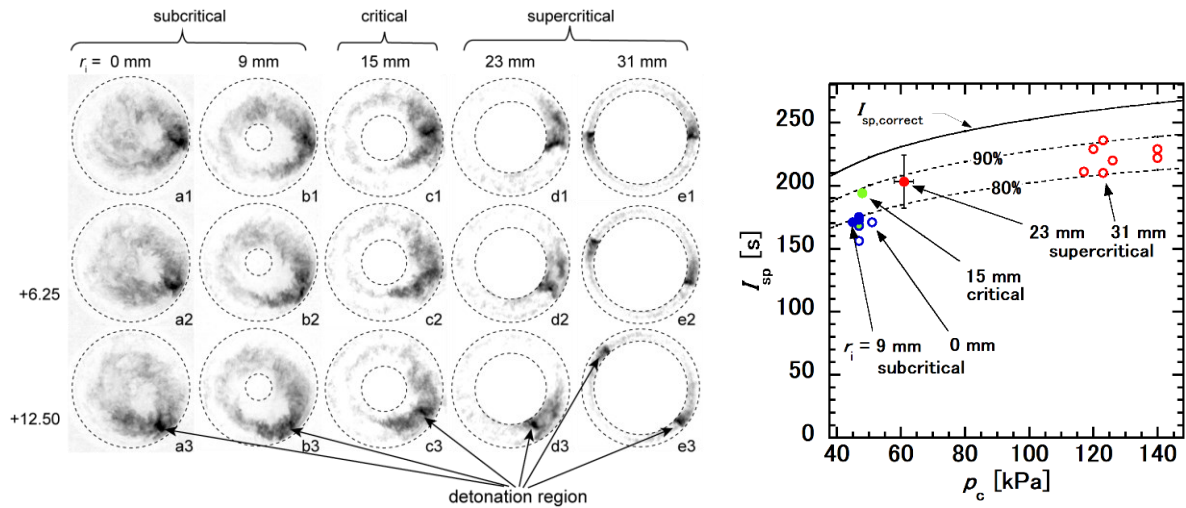 subcritical critical supercritical
rᵢ = 0 mm 9 mm 15 mm 23 mm 31 mm
a1 b1 c1 d1 e1
+6.25
a2 b2 c2 d2 e2
+12.50
a3 b3 c3 d3 e3
detonation region
I_sp,correct
90%
80%
23 mm 31 mm
supercritical
15 mm
critical
rᵢ = 9 mm 0 mm
subcritical
250
200
150
100
50
0
I_sp [s]
40 60 80 100 120 140
p_c [kPa]